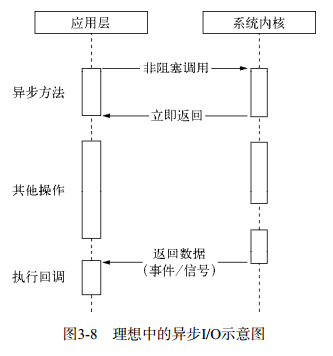 应用层
系统内核
非阻塞调用
异步方法
立即返回
其他操作
返回数据
（事件/信号）
执行回调
图3-8 理想中的异步I/O示意图